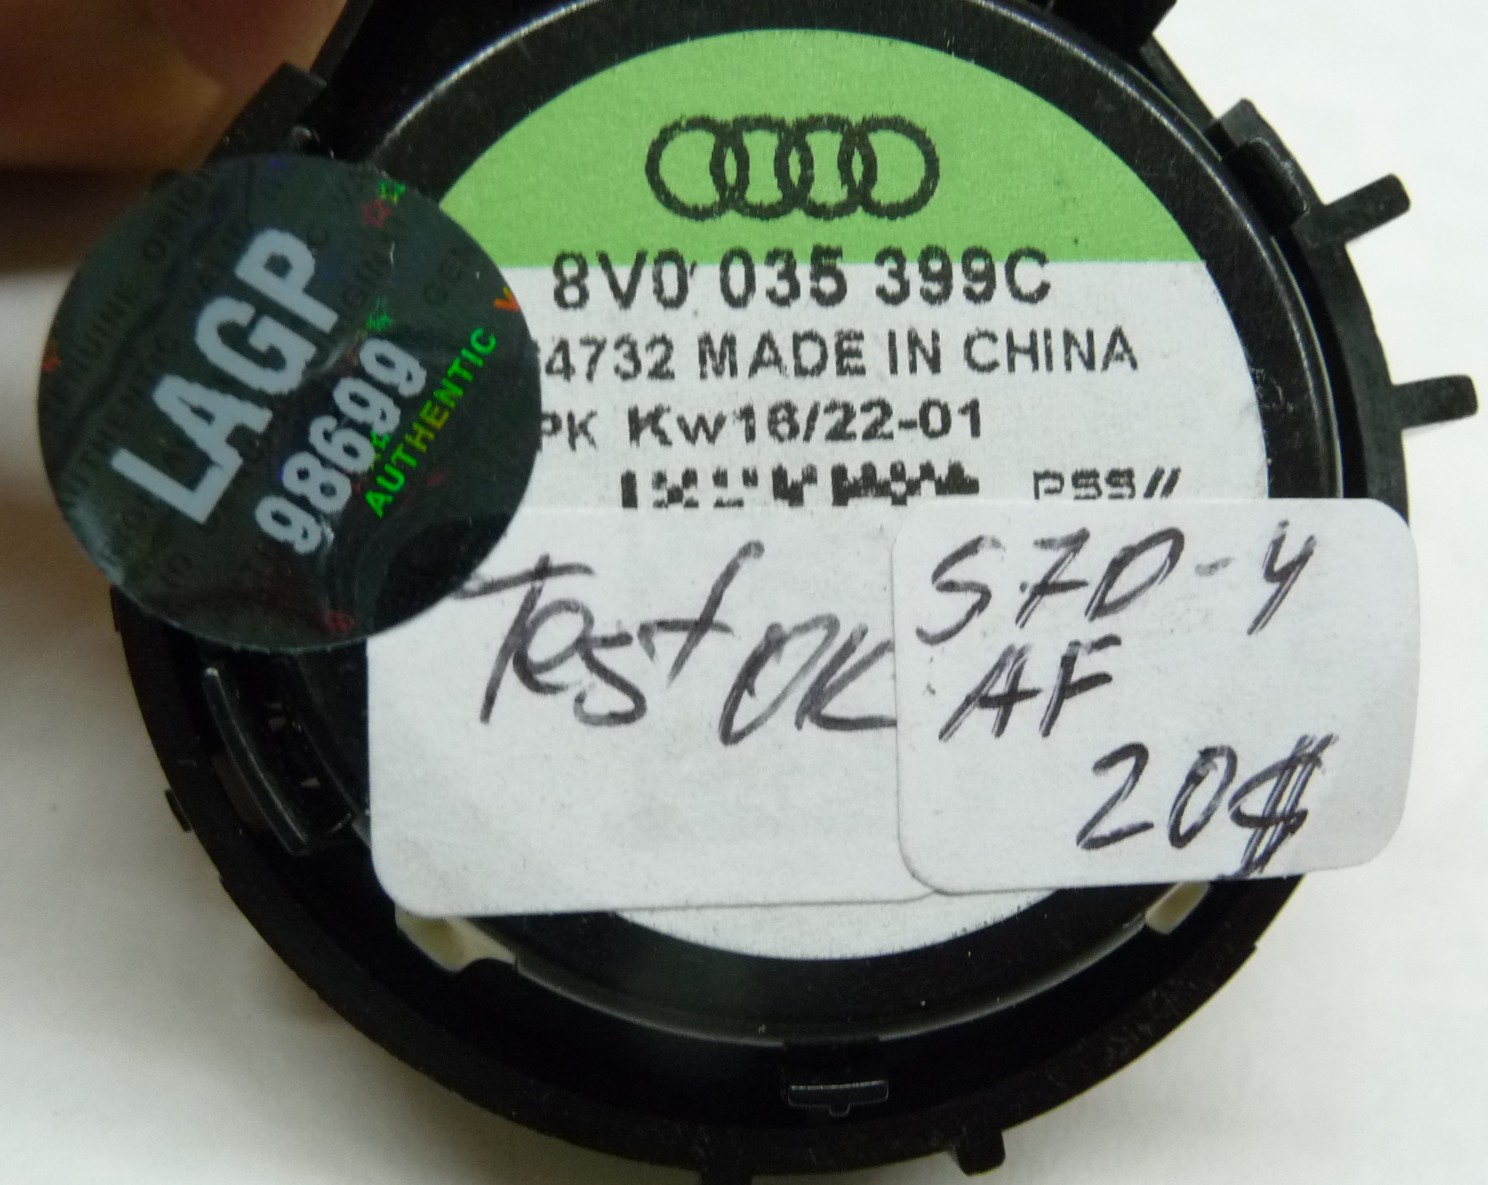 8V0 035 399C
4732 MADE IN CHINA
PK Kw16/22-01
PSS//
LAGP
98699
AUTHENTIC
Test OK
S7D-4
AF
20$